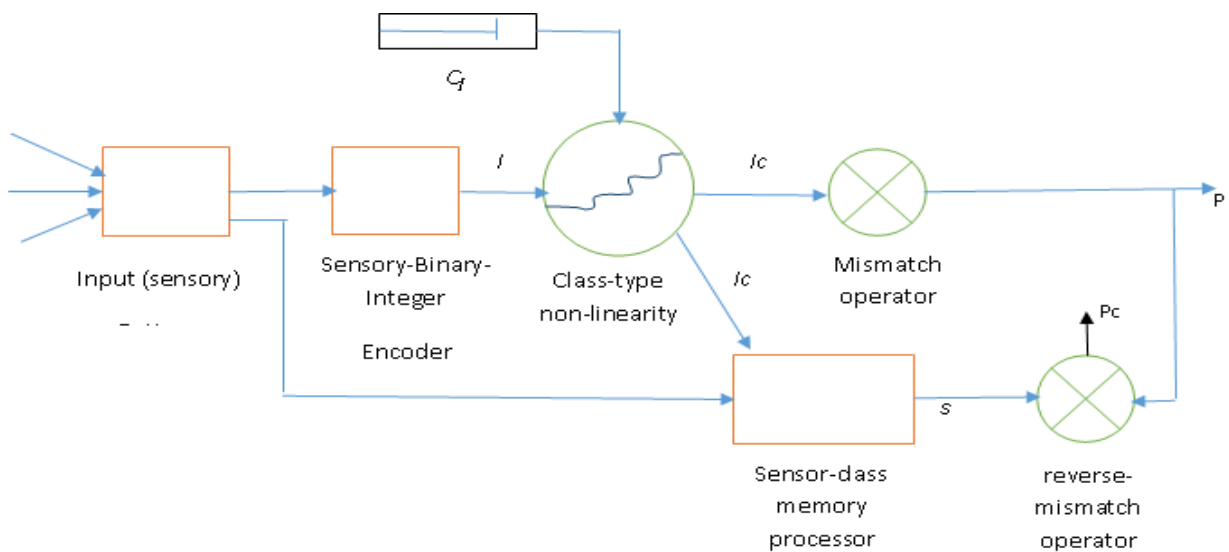 C_f
I
Ic
P
Input (sensory)
Sensory-Binary-
Integer
Encoder
Class-type
non-linearity
Ic
Mismatch
operator
Pc
s
Sensor-dass
memory
processor
reverse-
mismatch
operator